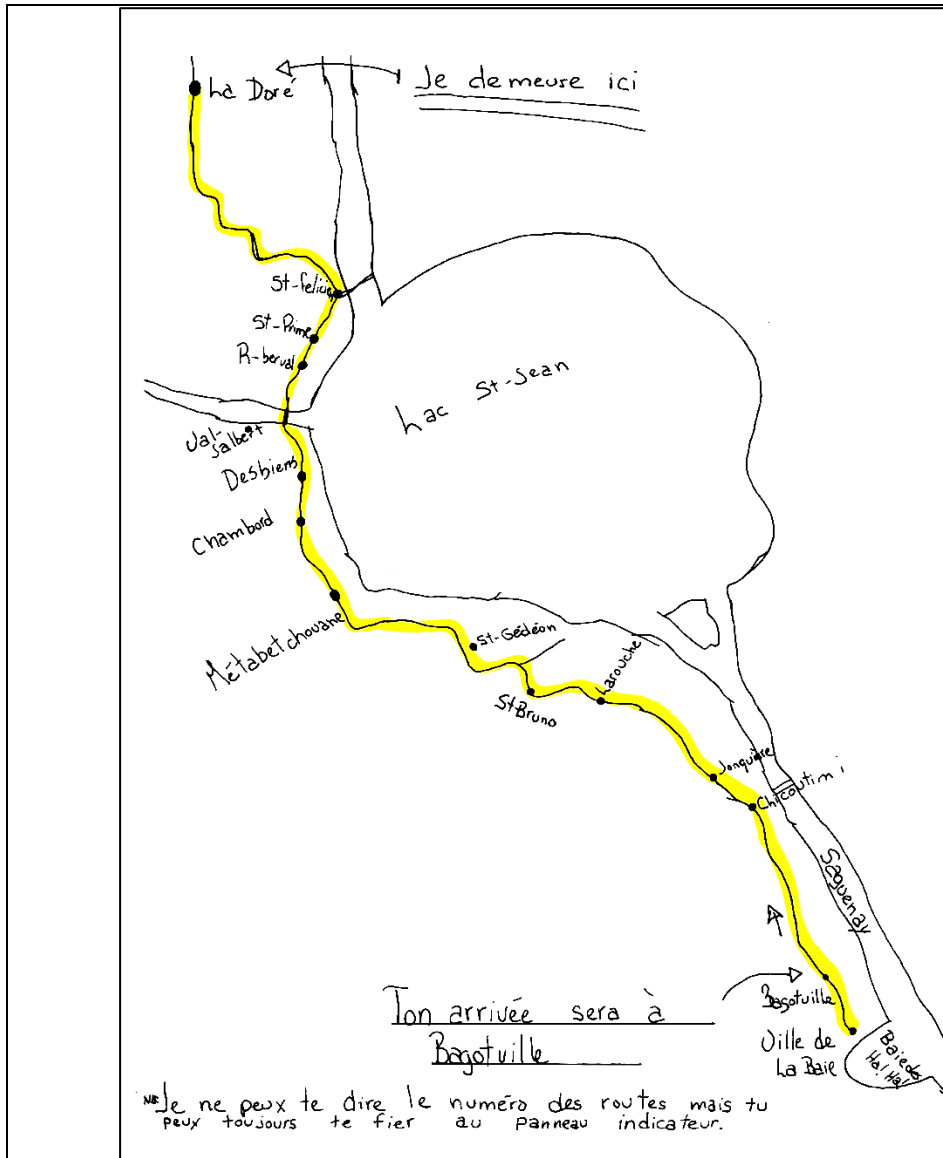 La Doré
Je demeure ici
St-Félicien
St-Prime
R-berval
Lac St-Jean
Val-
Jalbert
Desbiens
Chambord
Métabetchouane
St-Gédéon
St Bruno
Larouche
Jonquière
Chicoutimi
Saguenay
Bagotville
Ton arrivée sera à
Bagotville
Ville de
La Baie
Baie des
Ha! Ha!
NB Je ne peux te dire le numéro des routes mais tu
peux toujours te fier au panneau indicateur.